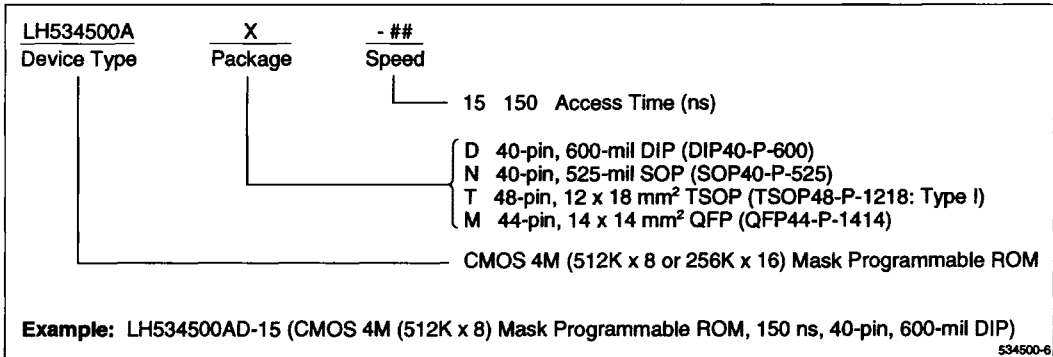 LH534500A X - ##
Device Type Package Speed
15 150 Access Time (ns)
D 40-pin, 600-mil DIP (DIP40-P-600)
N 40-pin, 525-mil SOP (SOP40-P-525)
T 48-pin, 12 x 18 mm² TSOP (TSOP48-P-1218: Type I)
M 44-pin, 14 x 14 mm² QFP (QFP44-P-1414)
CMOS 4M (512K x 8 or 256K x 16) Mask Programmable ROM
Example: LH534500AD-15 (CMOS 4M (512K x 8) Mask Programmable ROM, 150 ns, 40-pin, 600-mil DIP)
534500-6